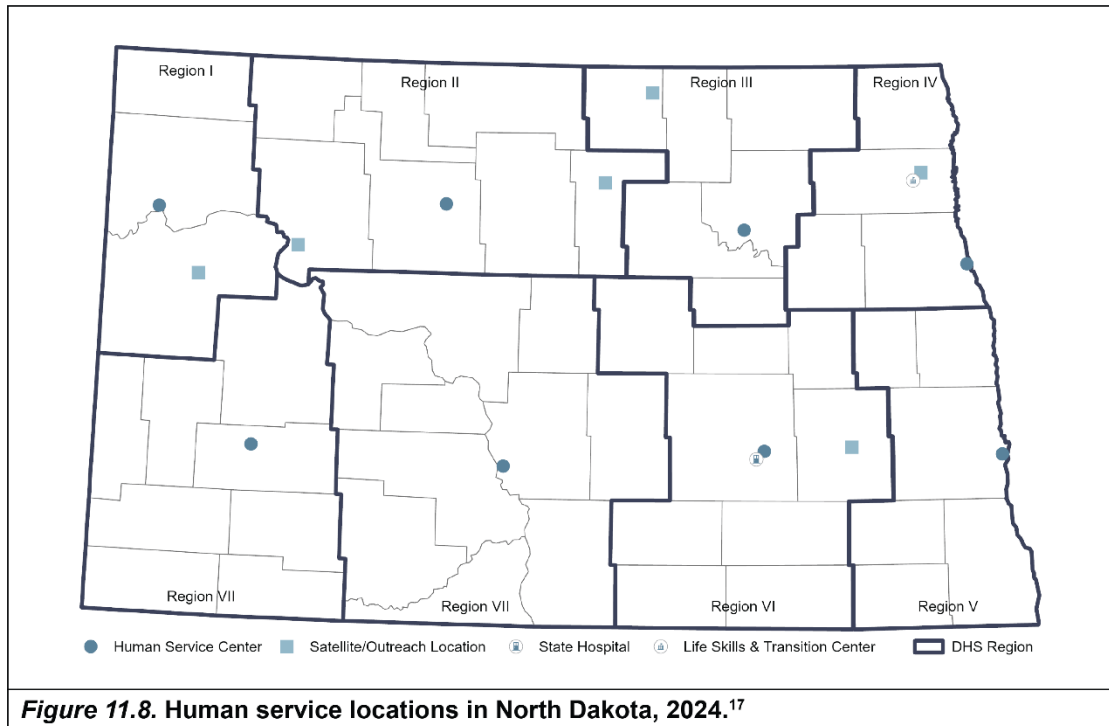 Region I
Region II
Region III
Region IV
Region VII
Region VII
Region VI
Region V
Human Service Center
Satellite/Outreach Location
State Hospital
Life Skills & Transition Center
DHS Region
Figure 11.8. Human service locations in North Dakota, 2024.17